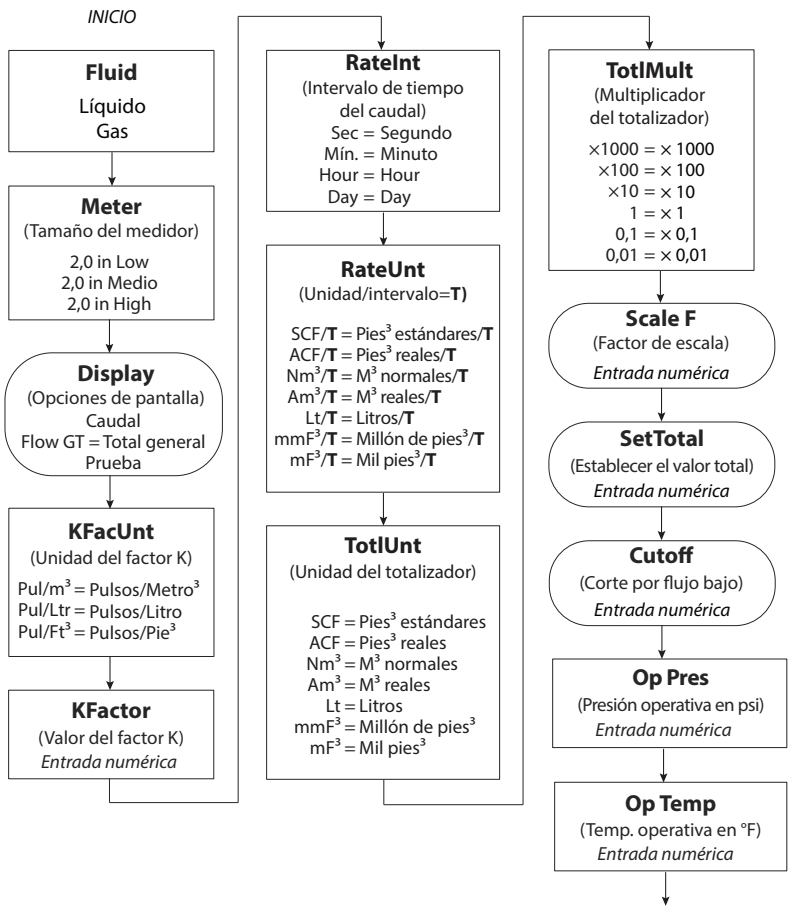 INICIO
Fluid
Líquido
Gas
Meter
(Tamaño del medidor)
2,0 in Low
2,0 in Medio
2,0 in High
Display
(Opciones de pantalla)
Caudal
Flow GT = Total general
Prueba
KFacUnt
(Unidad del factor K)
Pul/m³ = Pulsos/Metro³
Pul/Ltr = Pulsos/Litro
Pul/Ft³ = Pulsos/Pie³
KFactor
(Valor del factor K)
Entrada numérica
RateInt
(Intervalo de tiempo
del caudal)
Sec = Segundo
Mín. = Minuto
Hour = Hour
Day = Day
RateUnt
(Unidad/intervalo=T)
SCF/T = Pies³ estándares/T
ACF/T = Pies³ reales/T
Nm³/T = M³ normales/T
Am³/T = M³ reales/T
Lt/T = Litros/T
mmF³/T = Millón de pies³/T
mF³/T = Mil pies³/T
TotlUnt
(Unidad del totalizador)
SCF = Pies³ estándares
ACF = Pies³ reales
Nm³ = M³ normales
Am³ = M³ reales
Lt = Litros
mmF³ = Millón de pies³
mF³ = Mil pies³
TotlMult
(Multiplicador
del totalizador)
×1000 = × 1000
×100 = × 100
×10 = × 10
1 = × 1
0,1 = × 0,1
0,01 = × 0,01
Scale F
(Factor de escala)
Entrada numérica
SetTotal
(Establecer el valor total)
Entrada numérica
Cutoff
(Corte por flujo bajo)
Entrada numérica
Op Pres
(Presión operativa en psi)
Entrada numérica
Op Temp
(Temp. operativa en °F)
Entrada numérica